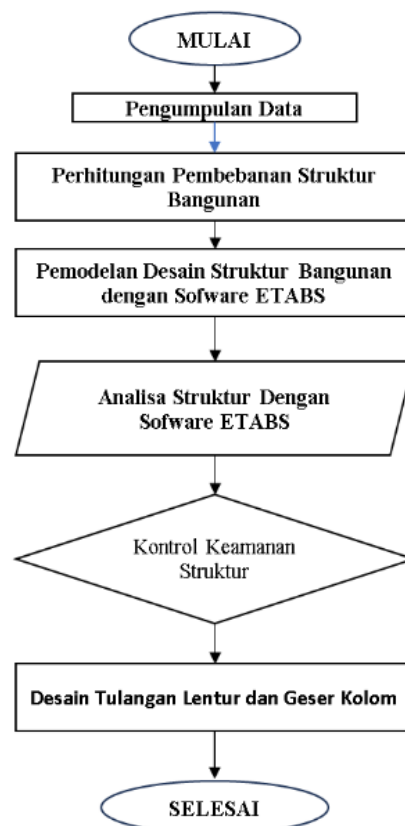 MULAI
Pengumpulan Data
Perhitungan Pembebanan Struktur
Bangunan
Pemodelan Desain Struktur Bangunan
dengan Sofware ETABS
Analisa Struktur Dengan
Sofware ETABS
Kontrol Keamanan
Struktur
Desain Tulangan Lentur dan Geser Kolom
SELESAI